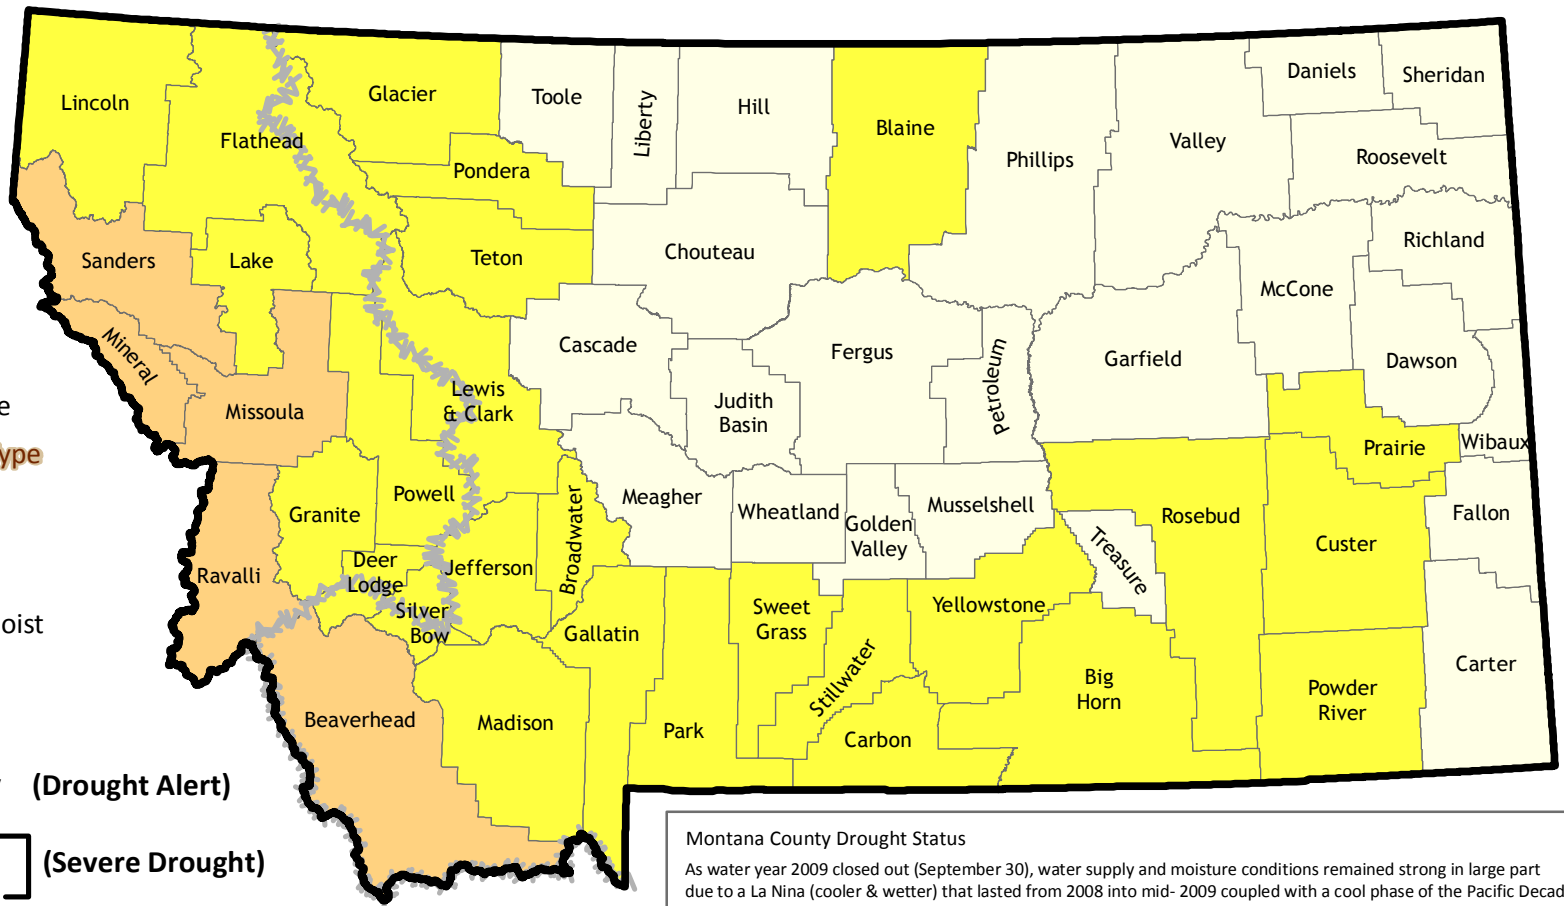 Lincoln
Flathead
Glacier
Toole
Liberty
Hill
Blaine
Phillips
Valley
Daniels
Sheridan
Roosevelt
Pondera
Teton
Chouteau
Richland
McCone
Sanders
Lake
Cascade
Fergus
Petroleum
Garfield
Dawson
Mineral
Missoula
Lewis
& Clark
Judith
Basin
Prairie
Wibaux
e
ype
Powell
Granite
Broadwater
Meagher
Wheatland
Golden
Valley
Musselshell
Rosebud
Treasure
Custer
Fallon
Ravalli
Deer
Lodge
Jefferson
Silver
Bow
Gallatin
Sweet
Grass
Stillwater
Yellowstone
oist
Beaverhead
Madison
Park
Carbon
Big
Horn
Powder
River
Carter
(Drought Alert)
(Severe Drought)
Montana County Drought Status
As water year 2009 closed out (September 30), water supply and moisture conditions remained strong in large part
due to a La Nina (cooler & wetter) that lasted from 2008 into mid- 2009 coupled with a cool phase of the Pacific Decad